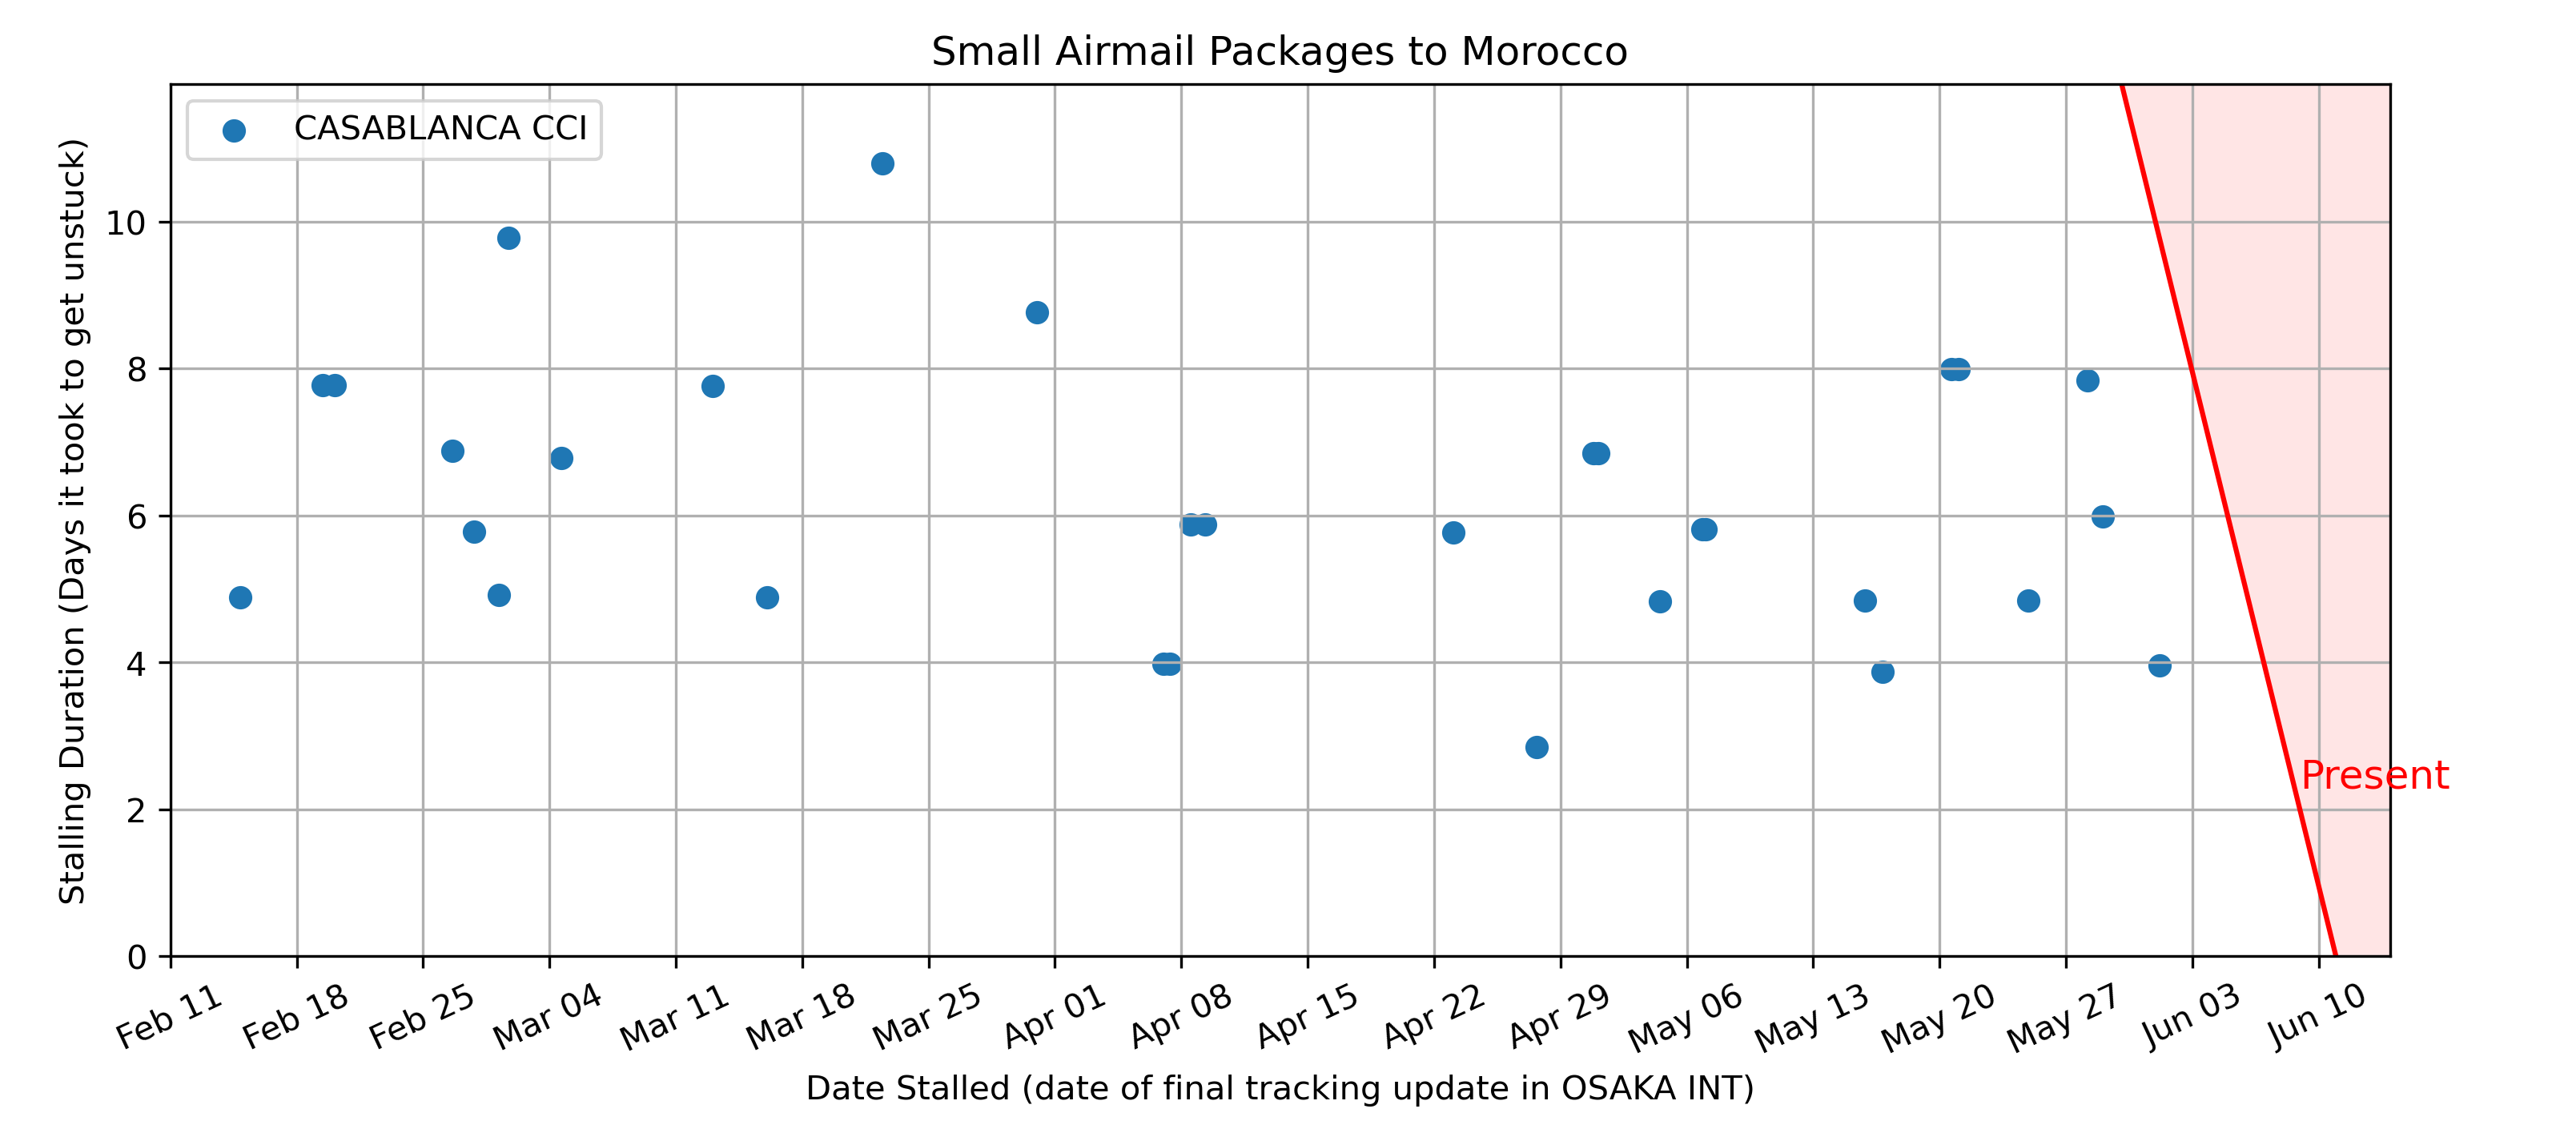 Small Airmail Packages to Morocco
CASABLANCA CCI
Stalling Duration (Days it took to get unstuck)
10
8
6
4
2
0
Present
Feb 11
Feb 18
Feb 25
Mar 04
Mar 11
Mar 18
Mar 25
Apr 01
Apr 08
Apr 15
Apr 22
Apr 29
May 06
May 13
May 20
May 27
Jun 03
Jun 10
Date Stalled (date of final tracking update in OSAKA INT)